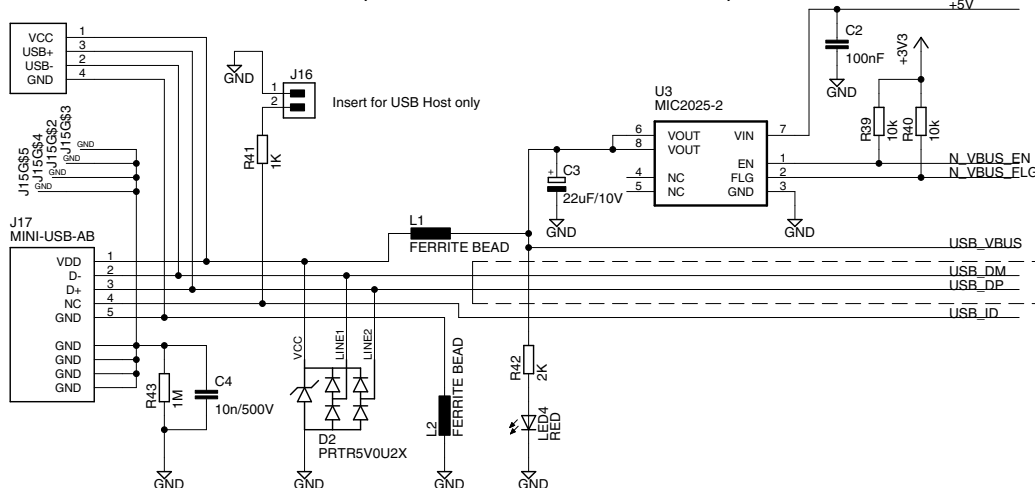 +5V
VCC 1
USB+ 3
USB- 2
GND 4
GND
J16
1
2
Insert for USB Host only
R41
1K
C2
100nF
GND
+3V3
U3
MIC2025-2
6 VOUT VIN 7
8 VOUT
4 NC EN 1
5 NC FLG 2
GND 3
R39
10k
R40
10k
N_VBUS_EN
N_VBUS_FLG
GND
C3
+
22uF/10V
GND
J15G$5
J15G$4
J15G$2
J15G$3
GND
GND
GND
GND
J17
MINI-USB-AB
VDD 1
D- 2
D+ 3
NC 4
GND 5
GND
GND
GND
GND
L1
FERRITE BEAD
USB_VBUS
USB_DM
USB_DP
USB_ID
R43
1M
C4
10n/500V
GND
VCC
LINE1
LINE2
D2
PRTR5V0U2X
GND
L2
FERRITE BEAD
GND
R42
2K
LED4
RED
GND